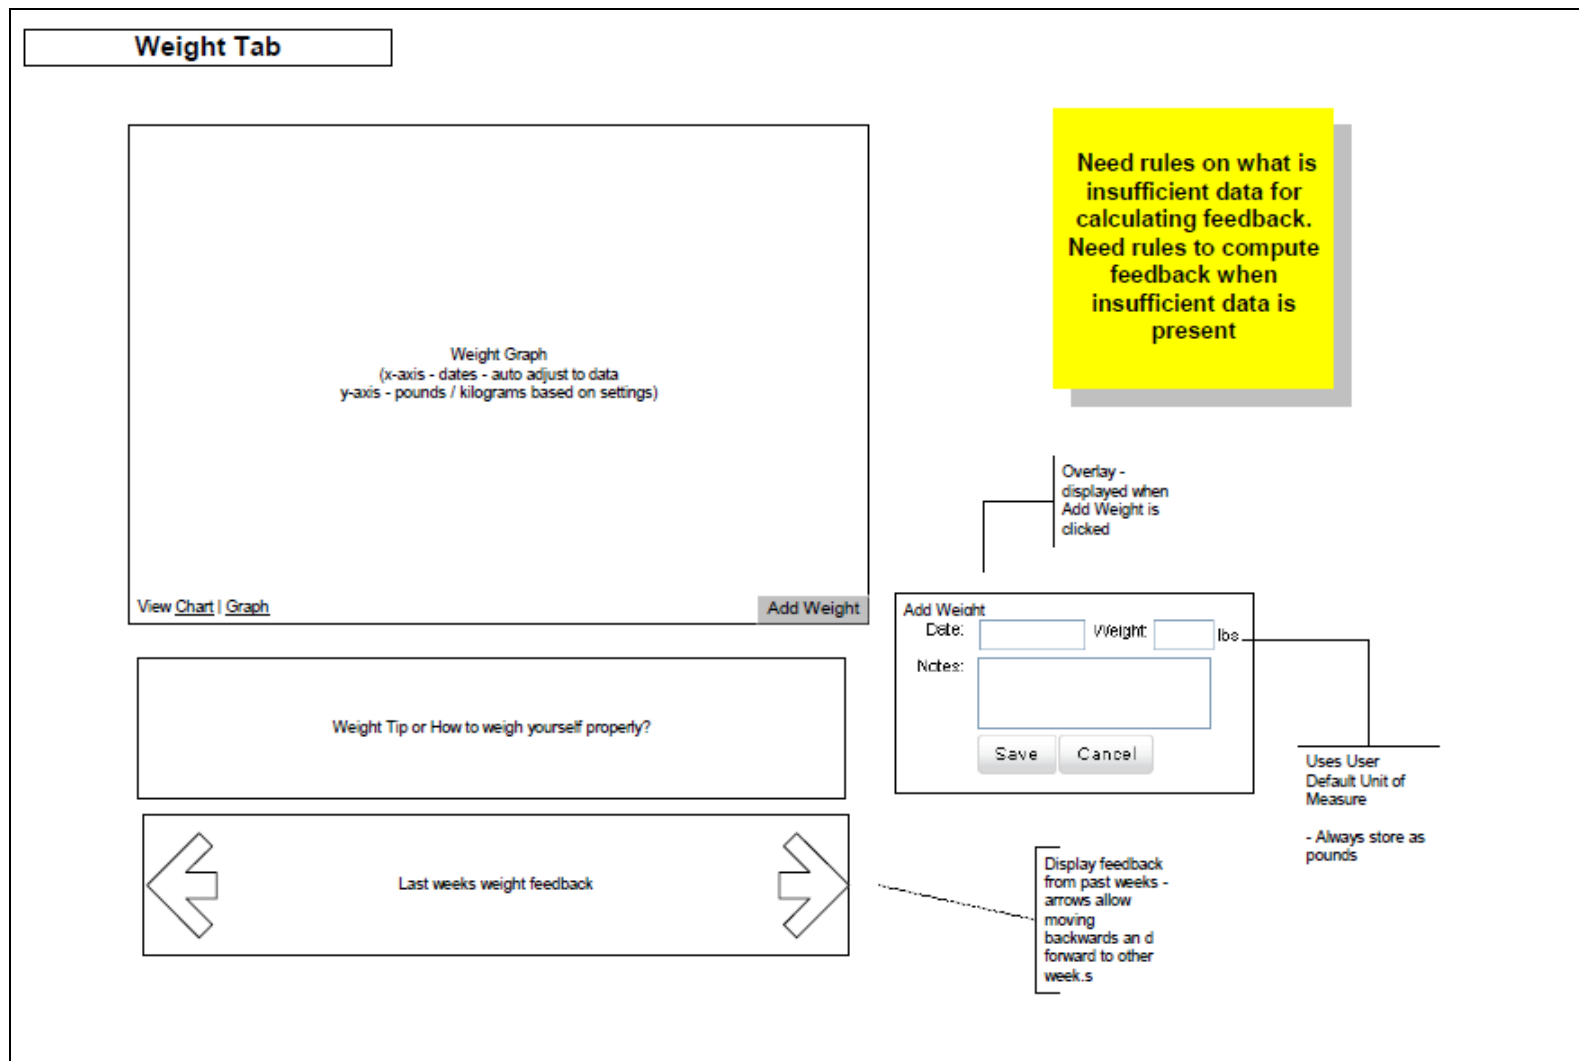 Weight Tab
Need rules on what is
insufficient data for
calculating feedback.
Need rules to compute
feedback when
insufficient data is
present
Weight Graph
(x-axis - dates - auto adjust to data
y-axis - pounds / kilograms based on settings)
View Chart | Graph
Add Weight
Overlay -
displayed when
Add Weight is
clicked
Add Weight
Date:
Weight:
lbs
Notes:
Save
Cancel
Uses User
Default Unit of
Measure
- Always store as
pounds
Weight Tip or How to weigh yourself properly?
Last weeks weight feedback
Display feedback
from past weeks -
arrows allow
moving
backwards an d
forward to other
week.s